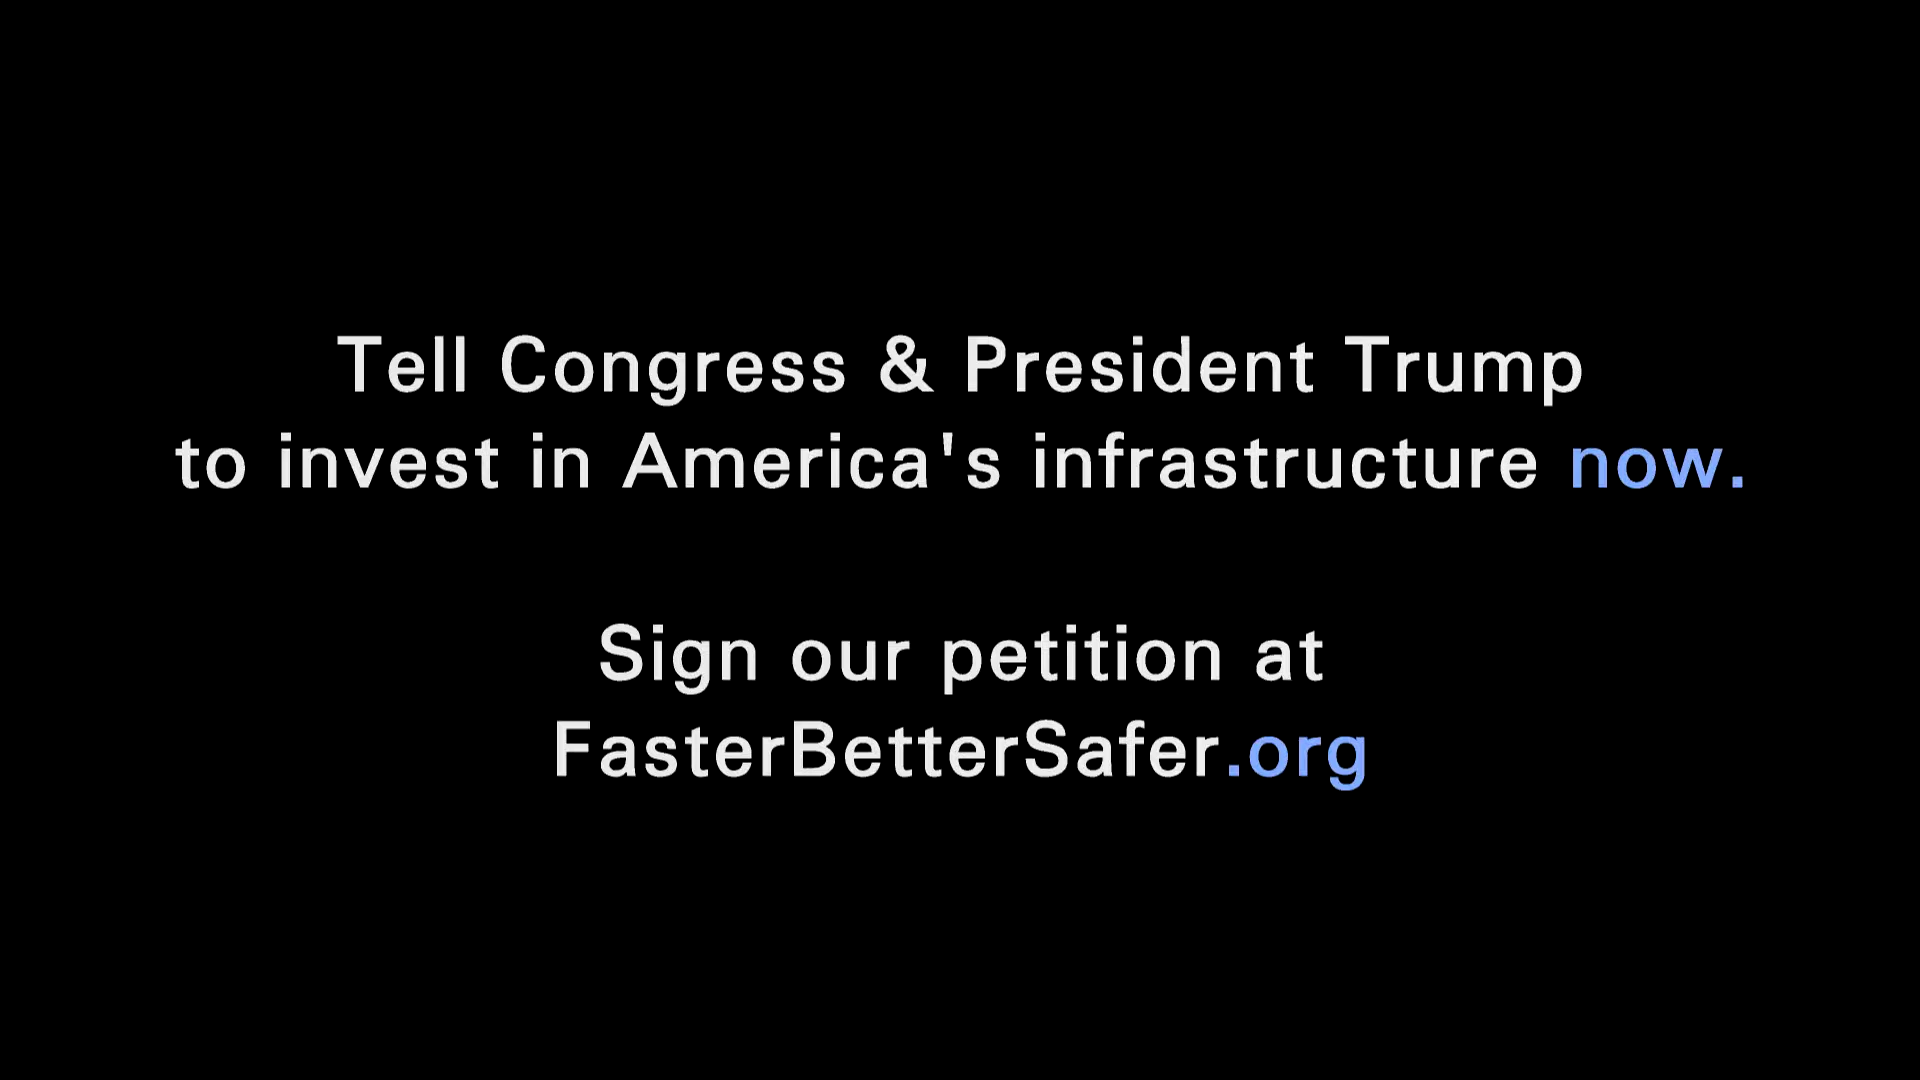 Tell Congress & President Trump
to invest in America's infrastructure now.
Sign our petition at
FasterBetterSafer.org